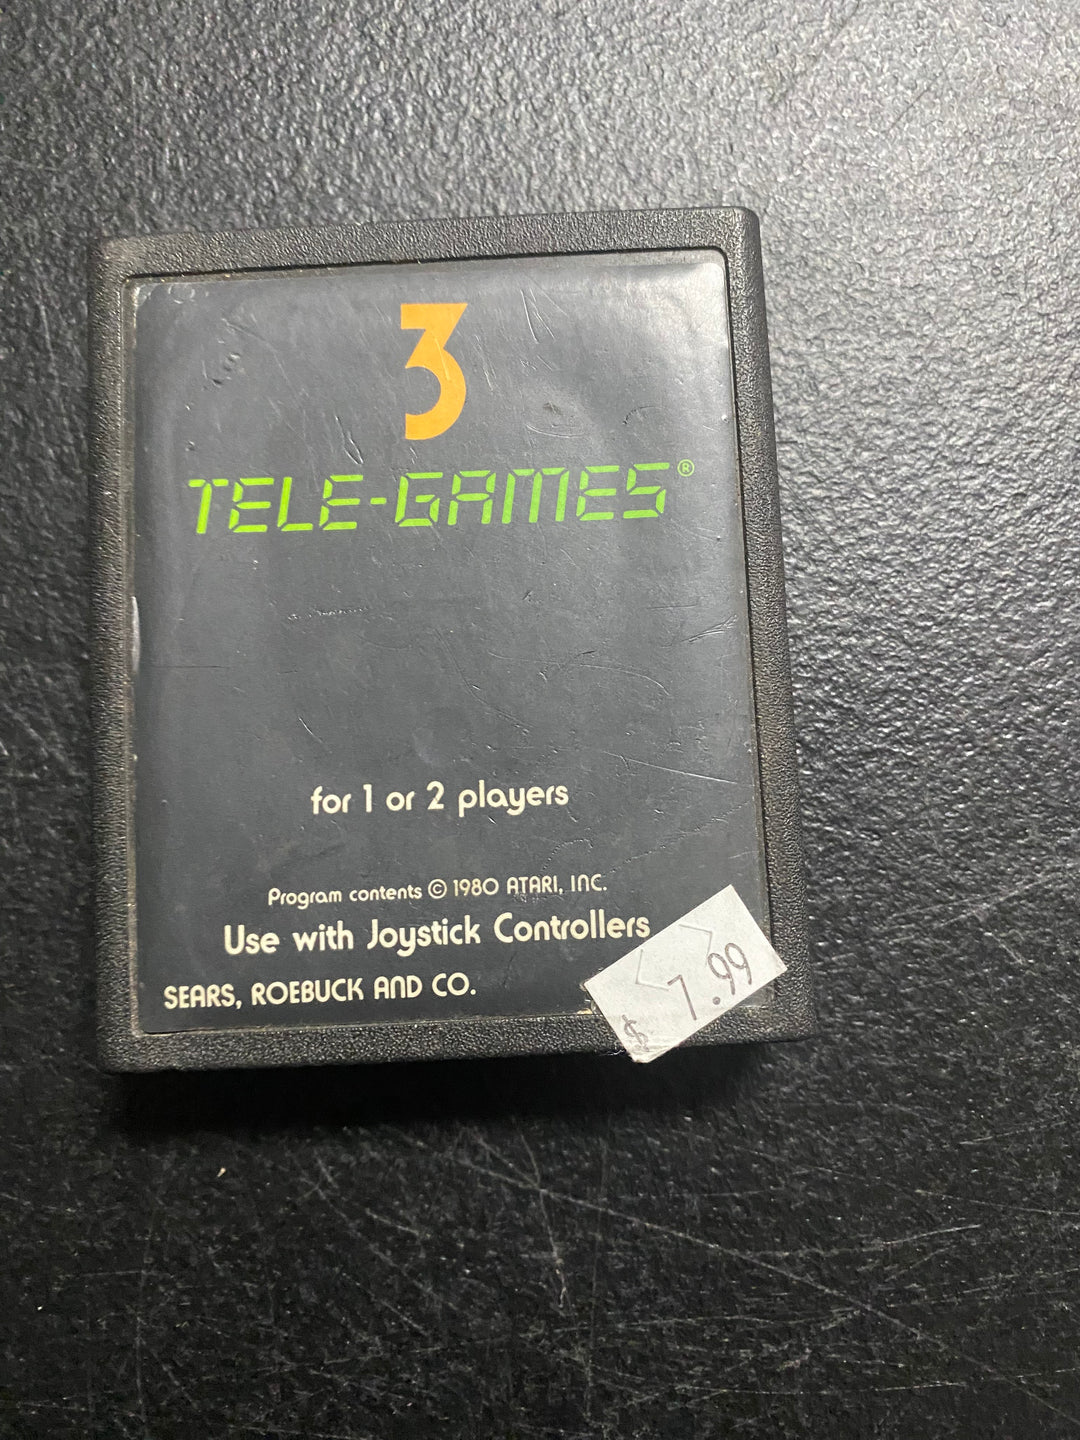 3
TELE-GAMES®
for 1 or 2 players
Program contents © 1980 ATARI, INC.
Use with Joystick Controllers
SEARS, ROEBUCK AND CO.
$ 7.99